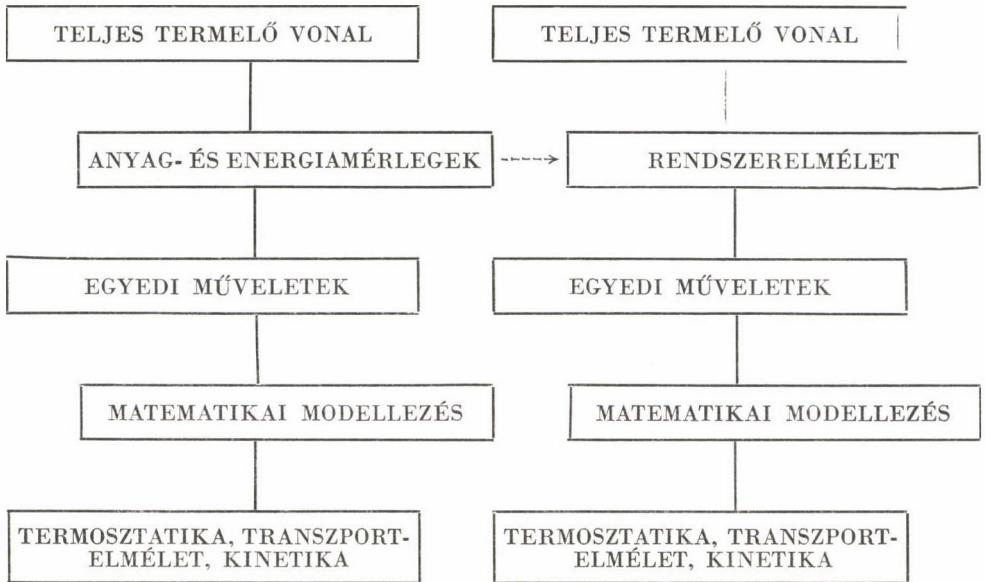 TELJES TERMELŐ VONAL
ANYAG- ÉS ENERGIAMÉRLEGEK
EGYEDI MŰVELETEK
MATEMATIKAI MODELLEZÉS
TERMOSZTATIKA, TRANSZPORT-
ELMÉLET, KINETIKA
TELJES TERMELŐ VONAL
RENDSZERELMÉLET
EGYEDI MŰVELETEK
MATEMATIKAI MODELLEZÉS
TERMOSZTATIKA, TRANSZPORT-
ELMÉLET, KINETIKA